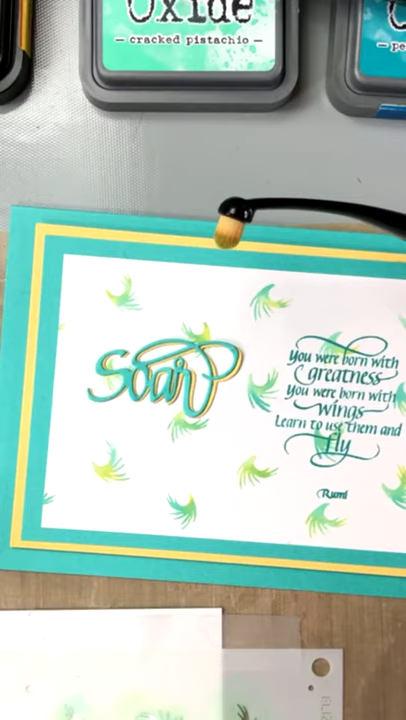 Oxide
— cracked pistachio —
soar
You were born with
greatness
You were born with
wings
Learn to use them and
fly
Rumi